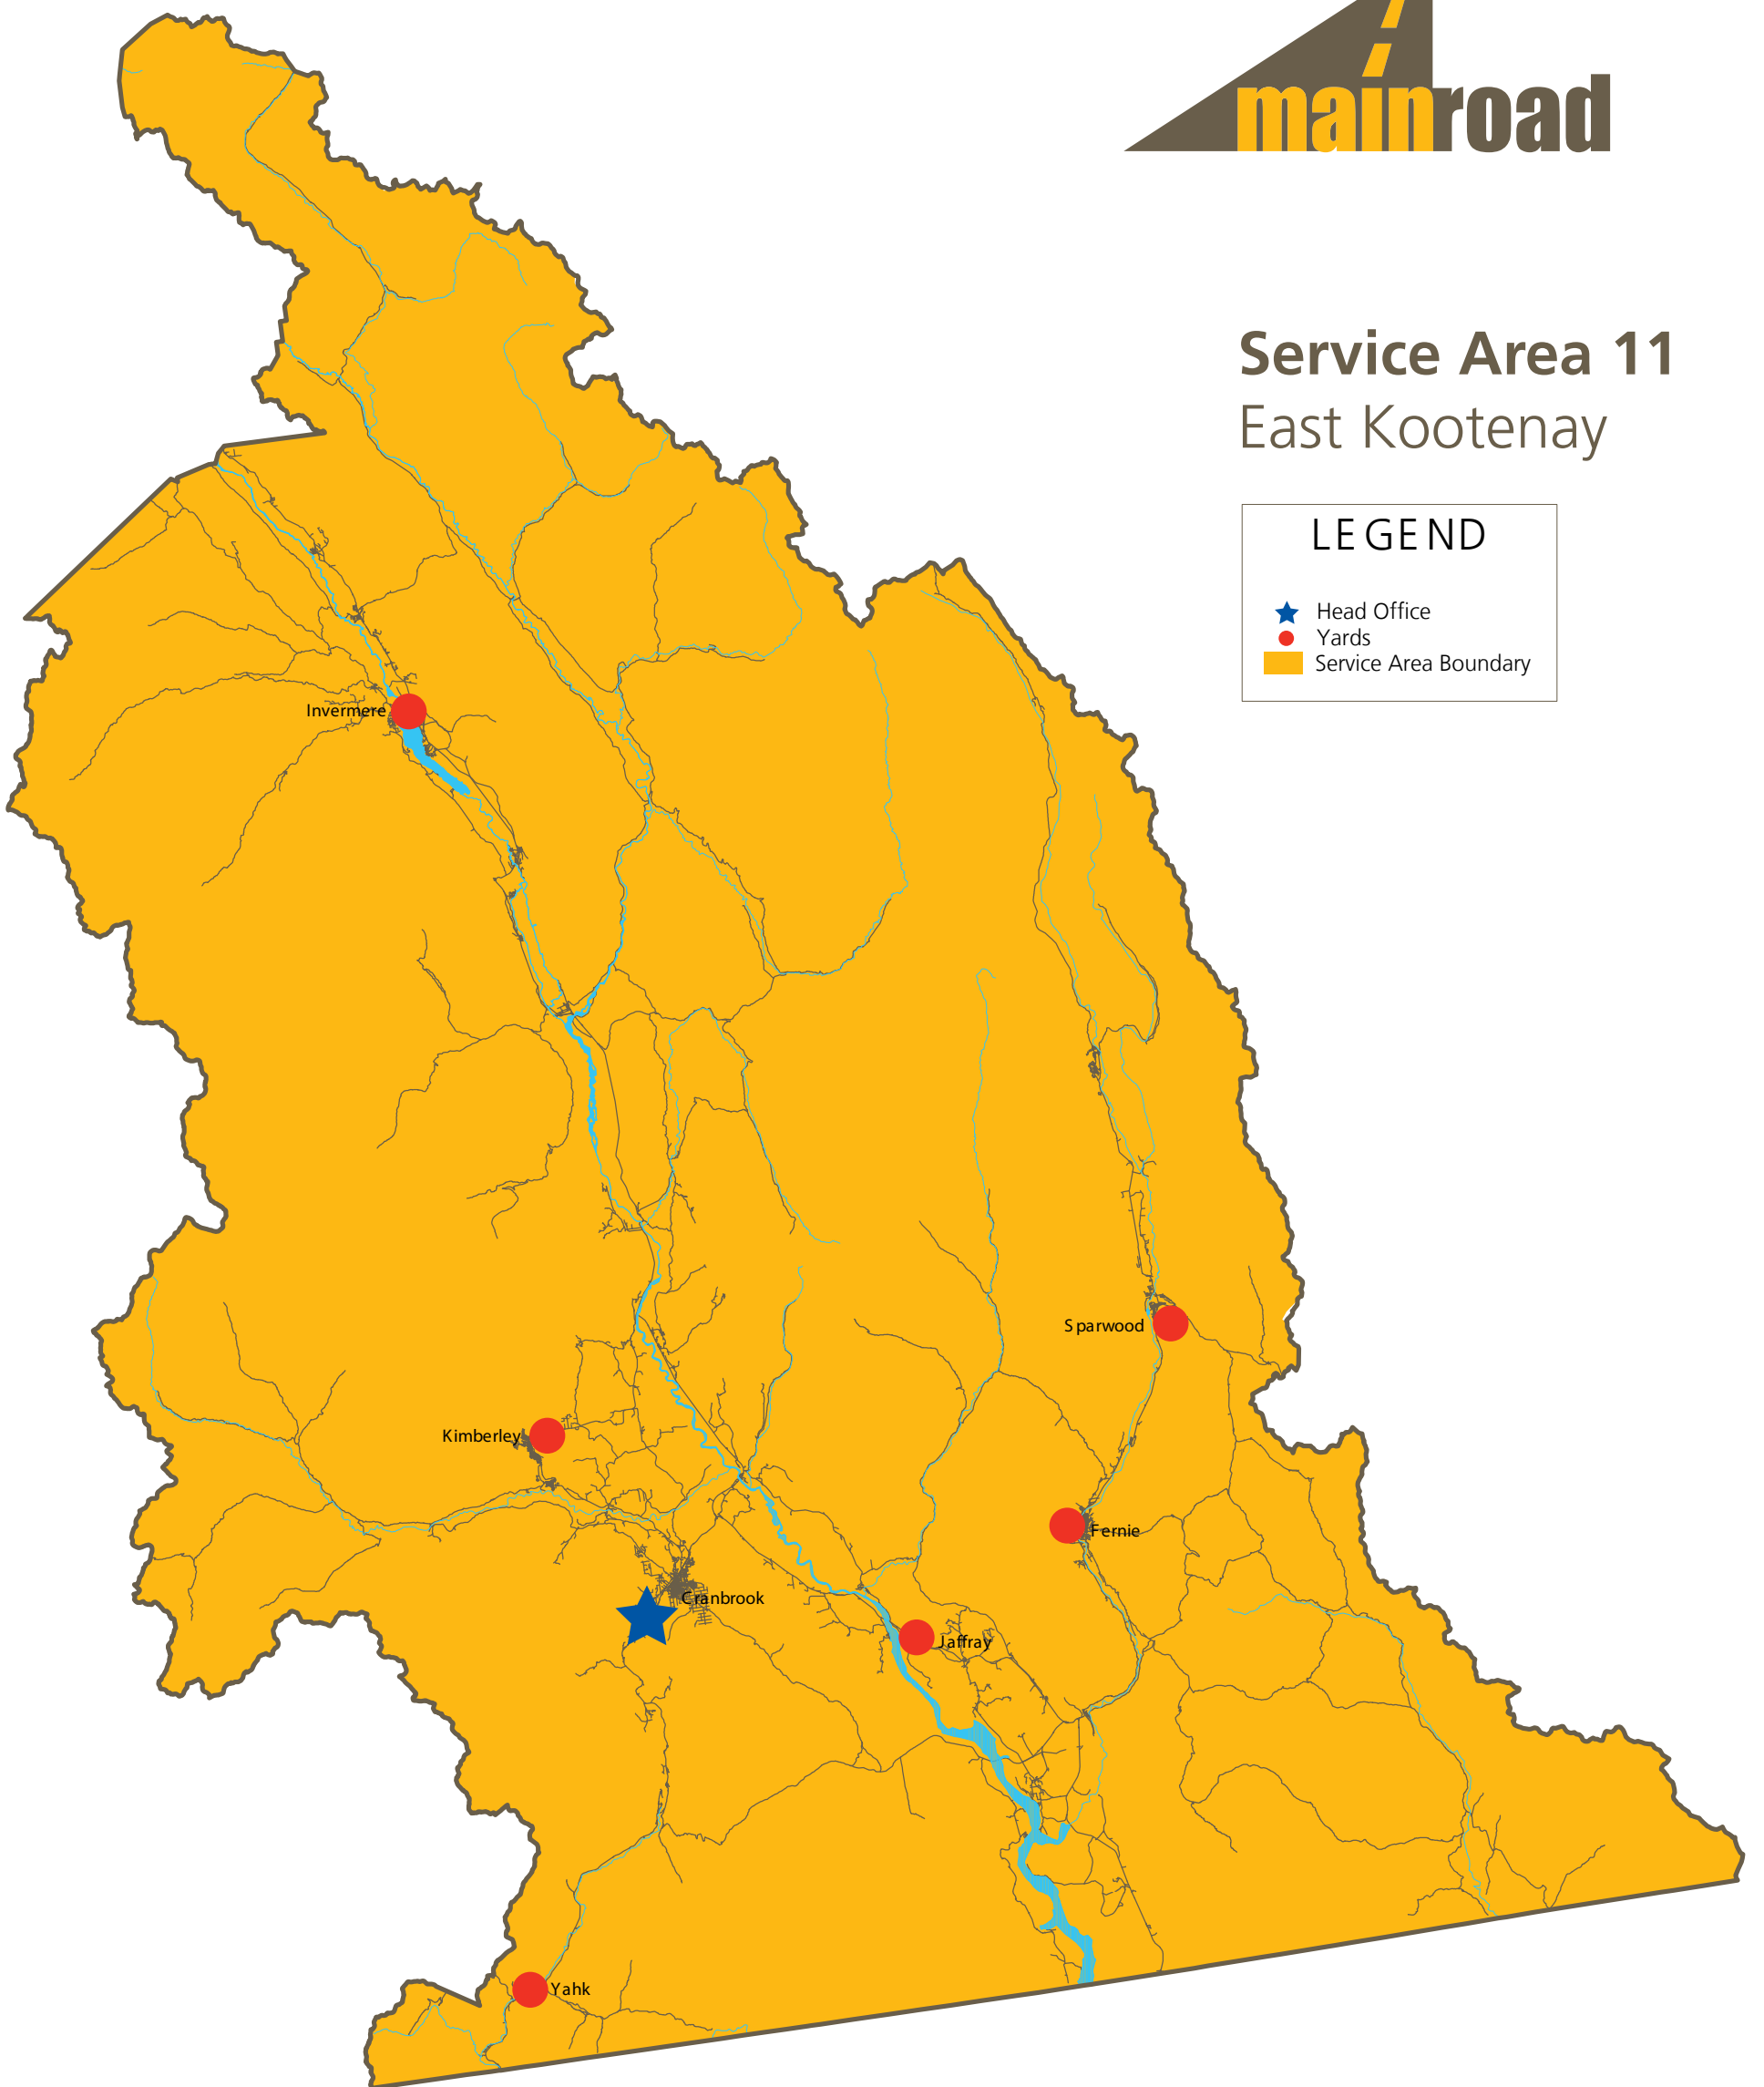 mainroad
Service Area 11
East Kootenay
LEGEND
Head Office
Yards
Service Area Boundary
Invermere
Sparwood
Kimberley
Fernie
Cranbrook
Jaffray
Yahk